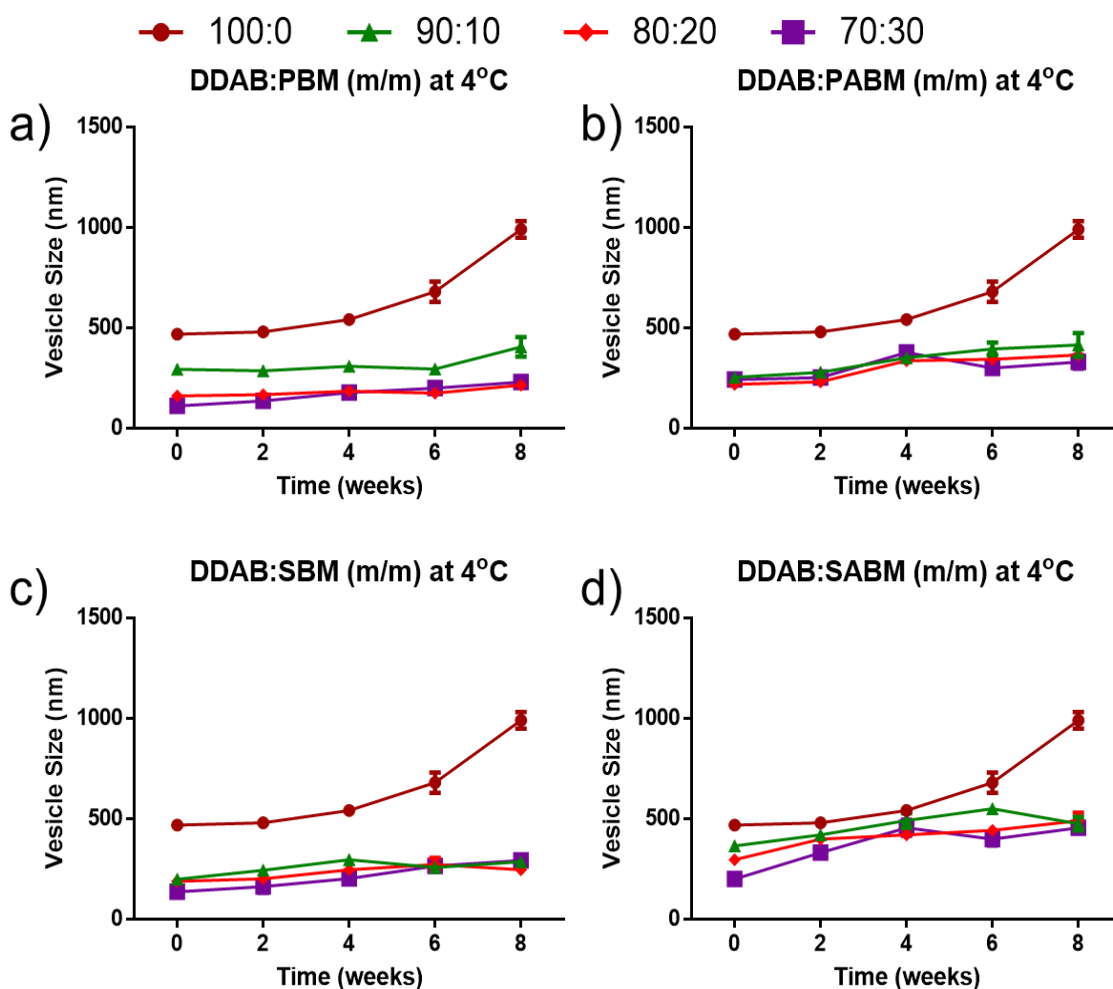 100:0 90:10 80:20 70:30
DDAB:PBM (m/m) at 4°C
a)
1500
1000
500
0
Vesicle Size (nm)
0 2 4 6 8
Time (weeks)
DDAB:PABM (m/m) at 4°C
b)
1500
1000
500
0
Vesicle Size (nm)
0 2 4 6 8
Time (weeks)
DDAB:SBM (m/m) at 4°C
c)
1500
1000
500
0
Vesicle Size (nm)
0 2 4 6 8
Time (weeks)
DDAB:SABM (m/m) at 4°C
d)
1500
1000
500
0
Vesicle Size (nm)
0 2 4 6 8
Time (weeks)